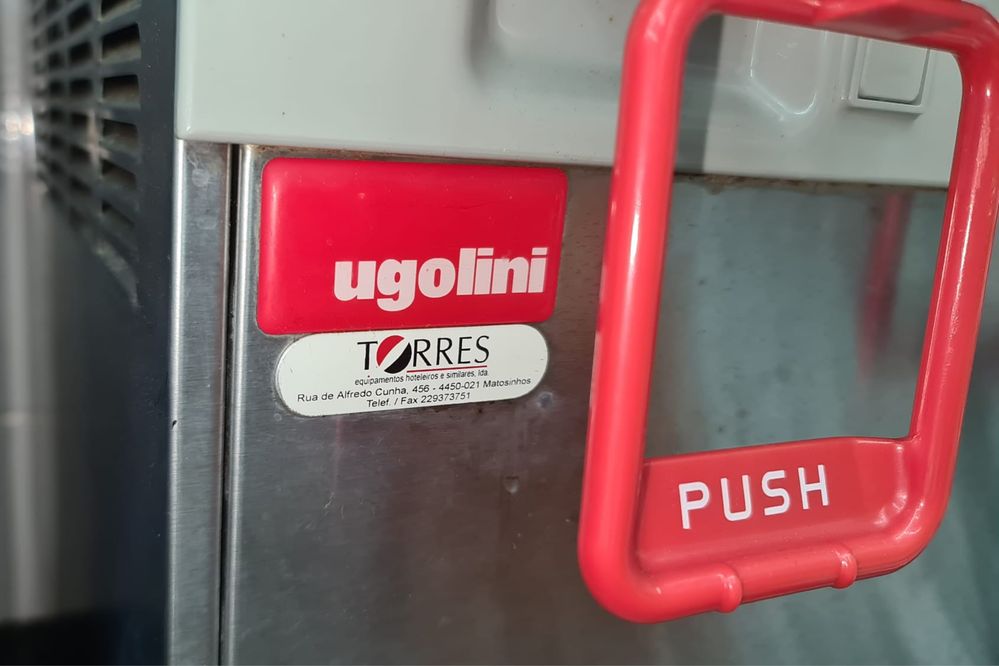 ugolini
TORRES
equipamentos hoteleiros e similares, lda.
Rua de Alfredo Cunha, 456 - 4450-021 Matosinhos
Telef. / Fax 229373751
PUSH